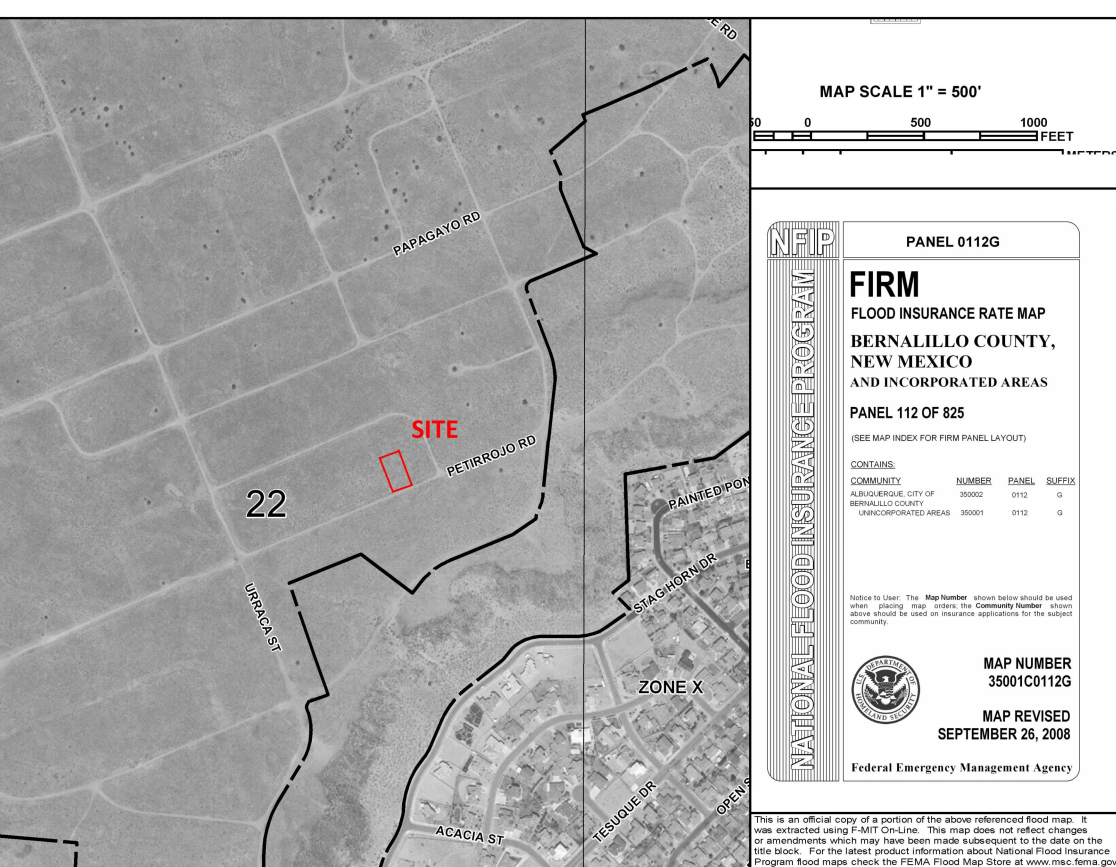 MAP SCALE 1" = 500'
0 500 1000
FEET
PAPAGAYO RD
SITE
PETIRROJO RD
22
URRACA ST
STAG HORN DR
ZONE X
TESUQUE DR
ACACIA ST
NFIP
NATIONAL FLOOD INSURANCE PROGRAM
PANEL 0112G
FIRM
FLOOD INSURANCE RATE MAP
BERNALILLO COUNTY,
NEW MEXICO
AND INCORPORATED AREAS
PANEL 112 OF 825
(SEE MAP INDEX FOR FIRM PANEL LAYOUT)
CONTAINS:
COMMUNITY NUMBER PANEL SUFFIX
ALBUQUERQUE, CITY OF 350002 0112 G
BERNALILLO COUNTY
UNINCORPORATED AREAS 350001 0112 G
Notice to User: The Map Number shown below should be used
when placing map orders: the Community Number shown
above should be used on insurance applications for the subject
community.
U.S. DEPARTMENT OF HOMELAND SECURITY
MAP NUMBER
35001C0112G
MAP REVISED
SEPTEMBER 26, 2008
Federal Emergency Management Agency
This is an official copy of a portion of the above referenced flood map. It
was extracted using F-MIT On-Line. This map does not reflect changes
or amendments which may have been made subsequent to the date on the
title block. For the latest product information about National Flood Insurance
Program flood maps check the FEMA Flood Map Store at www.msc.fema.gov
PAINTED PON
OPEN S
E RD